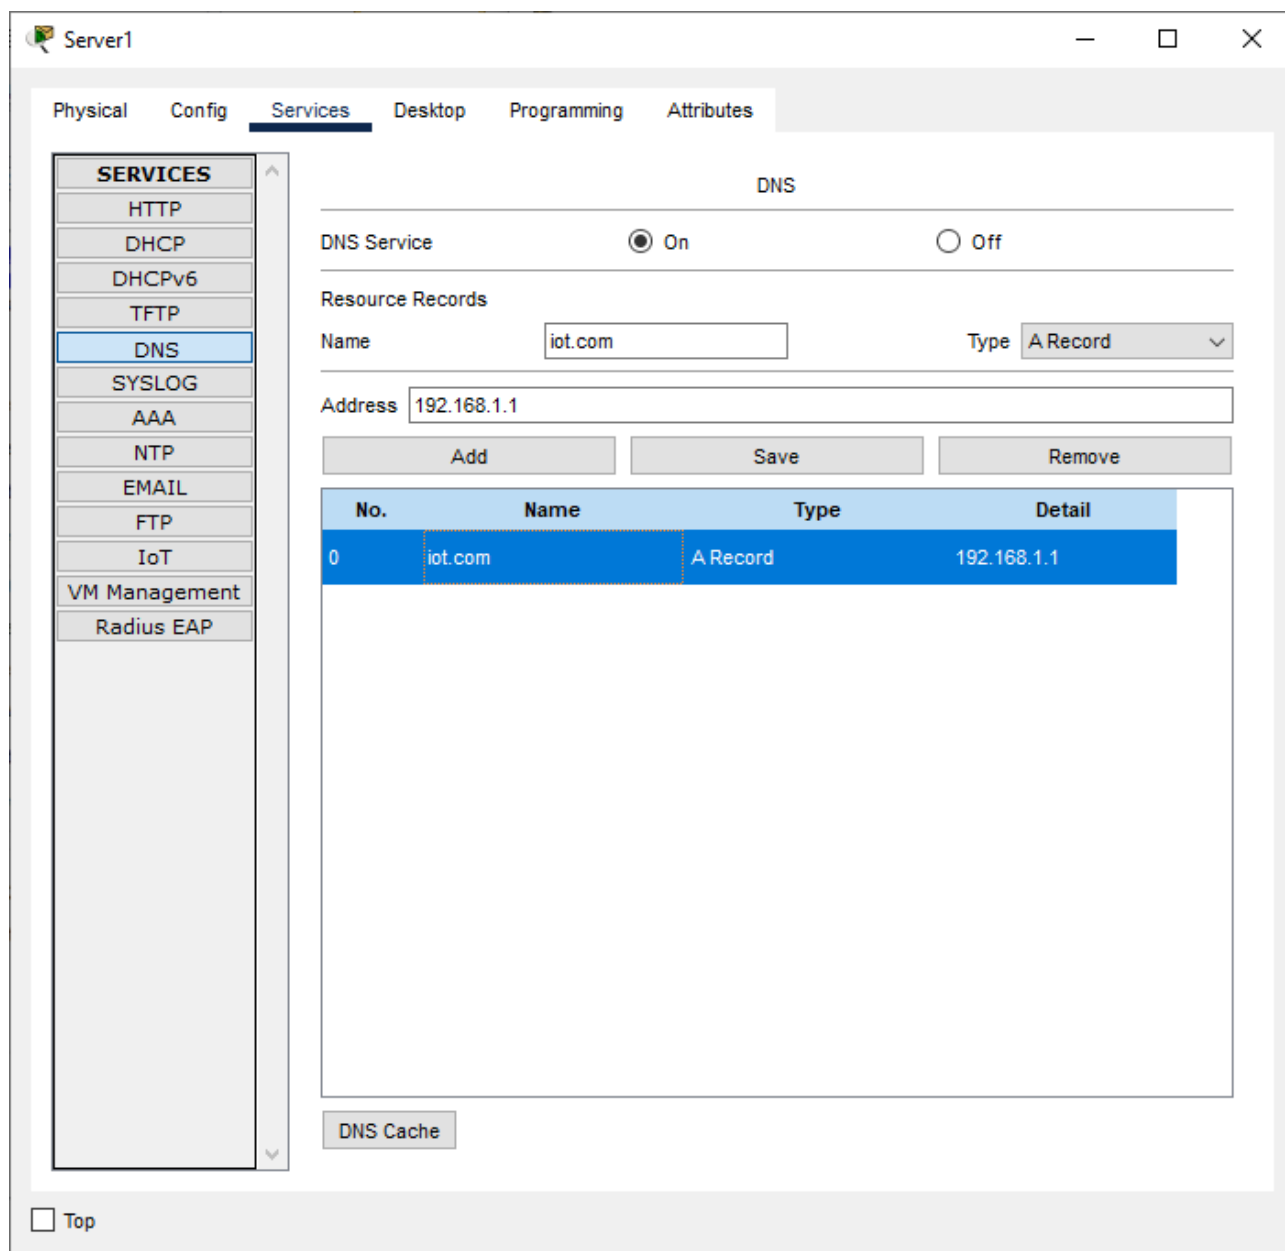 Server1
Physical Config Services Desktop Programming Attributes
SERVICES
HTTP
DHCP
DHCPv6
TFTP
DNS
SYSLOG
AAA
NTP
EMAIL
FTP
IoT
VM Management
Radius EAP
DNS
DNS Service On Off
Resource Records
Name iot.com Type A Record
Address 192.168.1.1
Add Save Remove
No. Name Type Detail
0 iot.com A Record 192.168.1.1
DNS Cache
Top